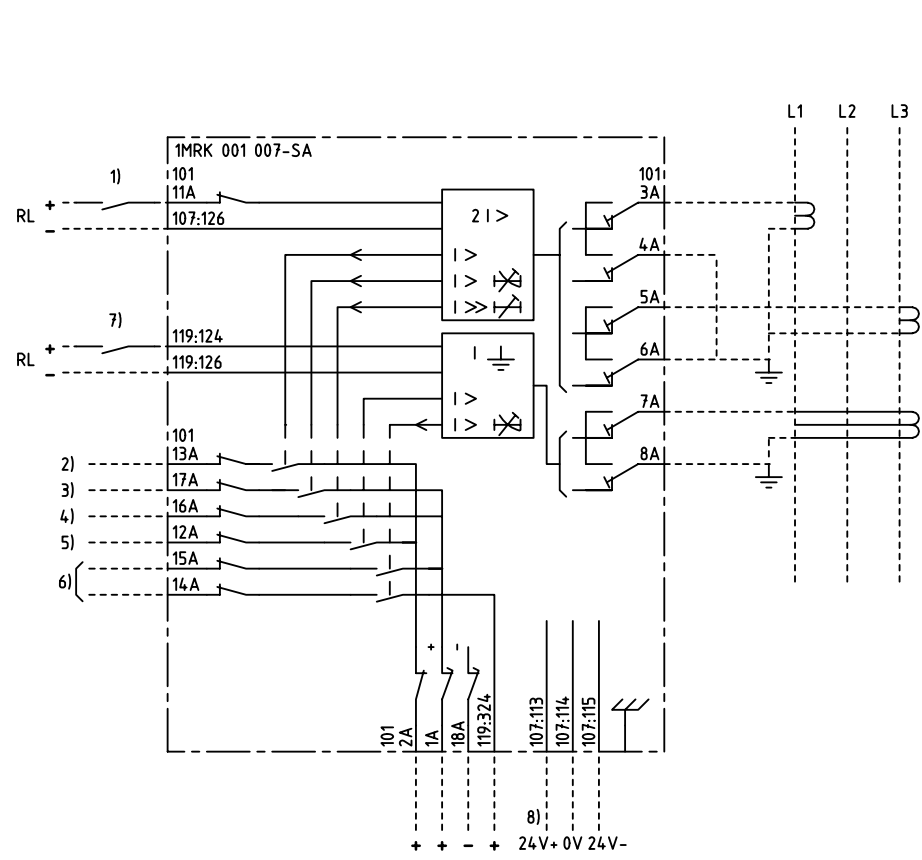 L1 L2 L3
1MRK 001 007-SA
1)
101
101
11A
3A
RL + -
107:126
2 I >
4A
I >
I >
I >>
5A
7)
119:124
RL + -
119:126
I
6A
I >
7A
I >
101
13A
8A
2)
17A
3)
16A
4)
12A
5)
15A
6)
14A
+ -
101
2A
1A
18A
119:324
107:113
107:114
107:115
8)
+ + - + 24V+ 0V 24V-